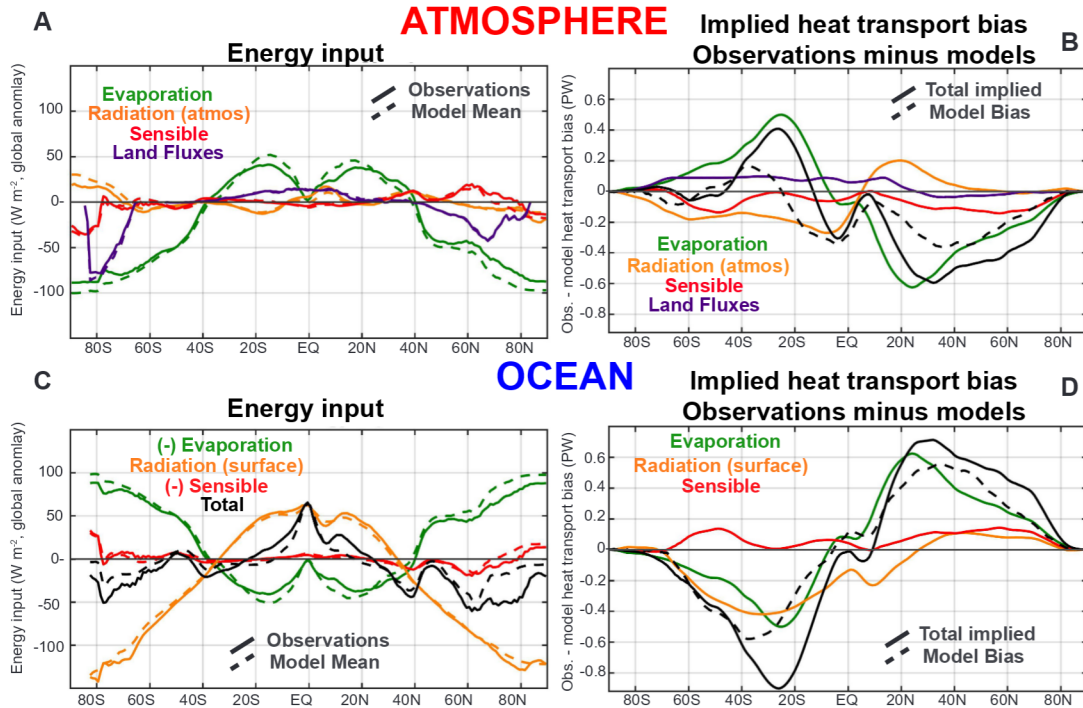 ATMOSPHERE
A
Energy input
Energy input (W m-2, global anomlay)
Evaporation
Radiation (atmos)
Sensible
Land Fluxes
Observations
Model Mean
100
50
0-
-50
-100
80S 60S 40S 20S EQ 20N 40N 60N 80N
Implied heat transport bias
Observations minus models
B
Obs. - model heat transport bias (PW)
Total implied
Model Bias
0.6
0.4
0.2
0
-0.2
-0.4
-0.6
-0.8
Evaporation
Radiation (atmos)
Sensible
Land Fluxes
80S 60S 40S 20S EQ 20N 40N 60N 80N
OCEAN
C
Energy input
Energy input (W m-2, global anomlay)
(-) Evaporation
Radiation (surface)
(-) Sensible
Total
100
50
0-
-50
-100
Observations
Model Mean
80S 60S 40S 20S EQ 20N 40N 60N 80N
Implied heat transport bias
Observations minus models
D
Obs. - model heat transport bias (PW)
Evaporation
Radiation (surface)
Sensible
0.6
0.4
0.2
0
-0.2
-0.4
-0.6
-0.8
Total implied
Model Bias
80S 60S 40S 20S EQ 20N 40N 60N 80N